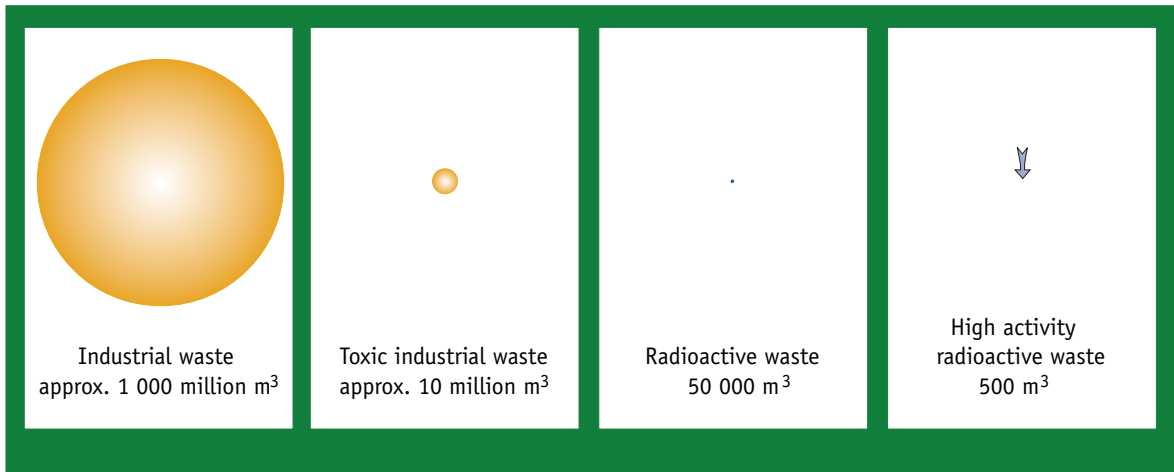 Industrial waste
approx. 1 000 million m³
Toxic industrial waste
approx. 10 million m³
Radioactive waste
50 000 m³
High activity
radioactive waste
500 m³